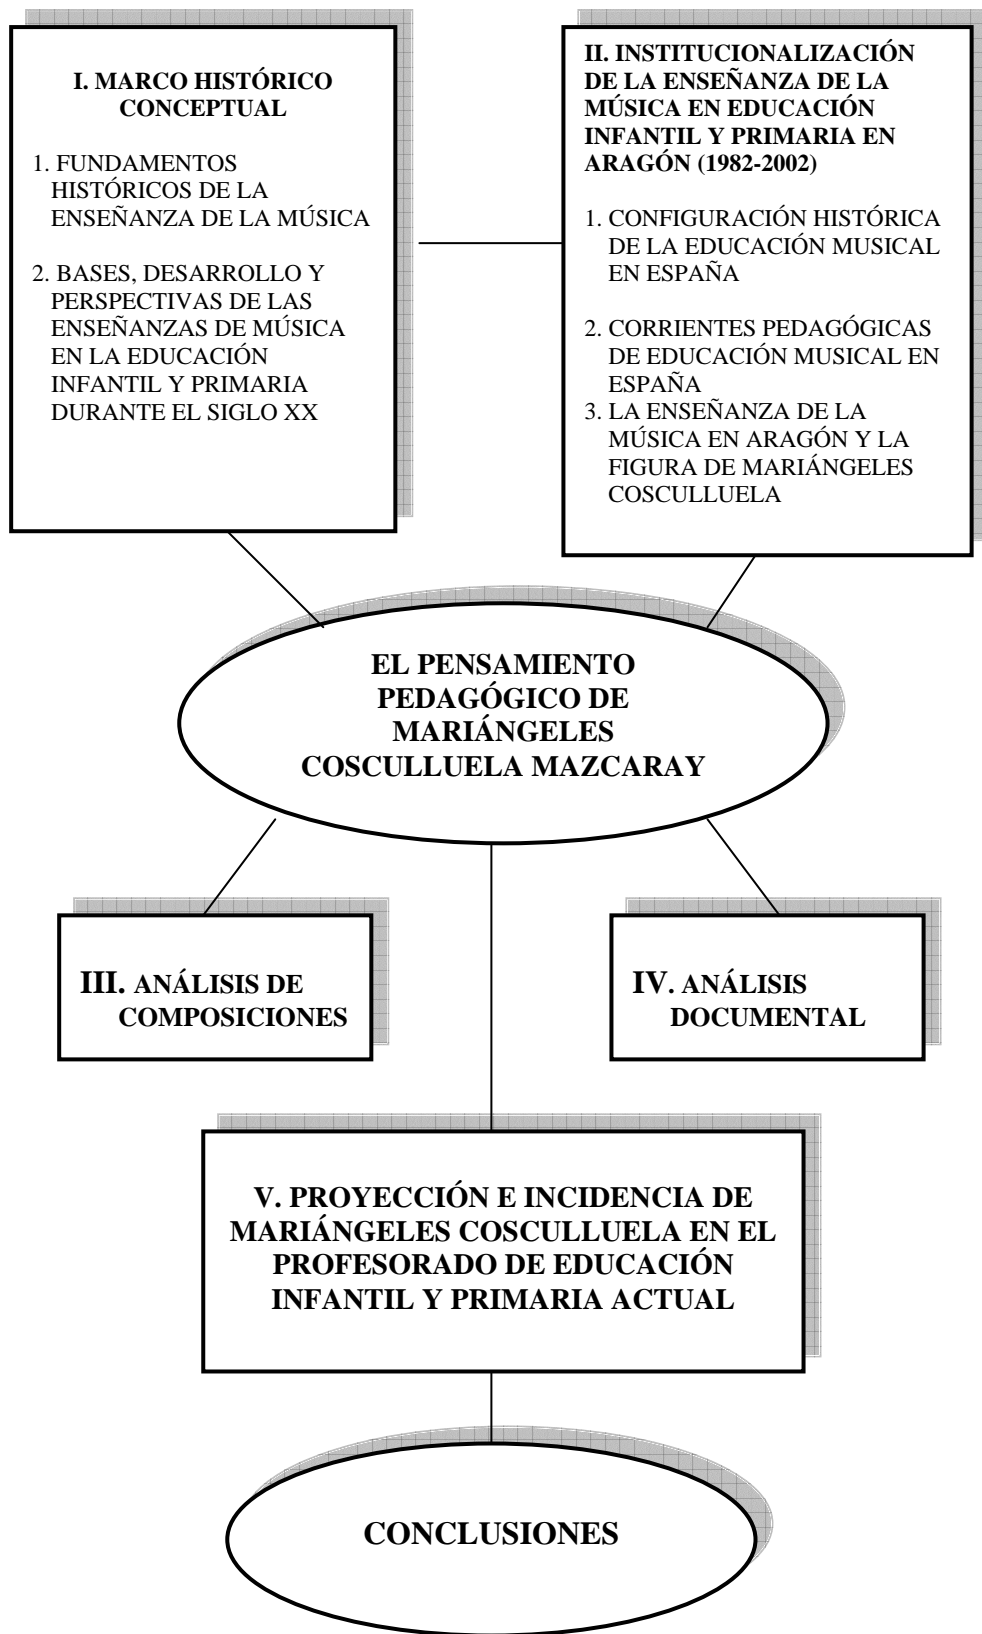 I. MARCO HISTÓRICO
CONCEPTUAL
1. FUNDAMENTOS
HISTÓRICOS DE LA
ENSEÑANZA DE LA MÚSICA
2. BASES, DESARROLLO Y
PERSPECTIVAS DE LAS
ENSEÑANZAS DE MÚSICA
EN LA EDUCACIÓN
INFANTIL Y PRIMARIA
DURANTE EL SIGLO XX
II. INSTITUCIONALIZACIÓN
DE LA ENSEÑANZA DE LA
MÚSICA EN EDUCACIÓN
INFANTIL Y PRIMARIA EN
ARAGÓN (1982-2002)
1. CONFIGURACIÓN HISTÓRICA
DE LA EDUCACIÓN MUSICAL
EN ESPAÑA
2. CORRIENTES PEDAGÓGICAS
DE EDUCACIÓN MUSICAL EN
ESPAÑA
3. LA ENSEÑANZA DE LA
MÚSICA EN ARAGÓN Y LA
FIGURA DE MARIÁNGELES
COSCULLUELA
EL PENSAMIENTO
PEDAGÓGICO DE
MARIÁNGELES
COSCULLUELA MAZCARAY
III. ANÁLISIS DE
COMPOSICIONES
IV. ANÁLISIS
DOCUMENTAL
V. PROYECCIÓN E INCIDENCIA DE
MARIÁNGELES COSCULLUELA EN EL
PROFESORADO DE EDUCACIÓN
INFANTIL Y PRIMARIA ACTUAL
CONCLUSIONES